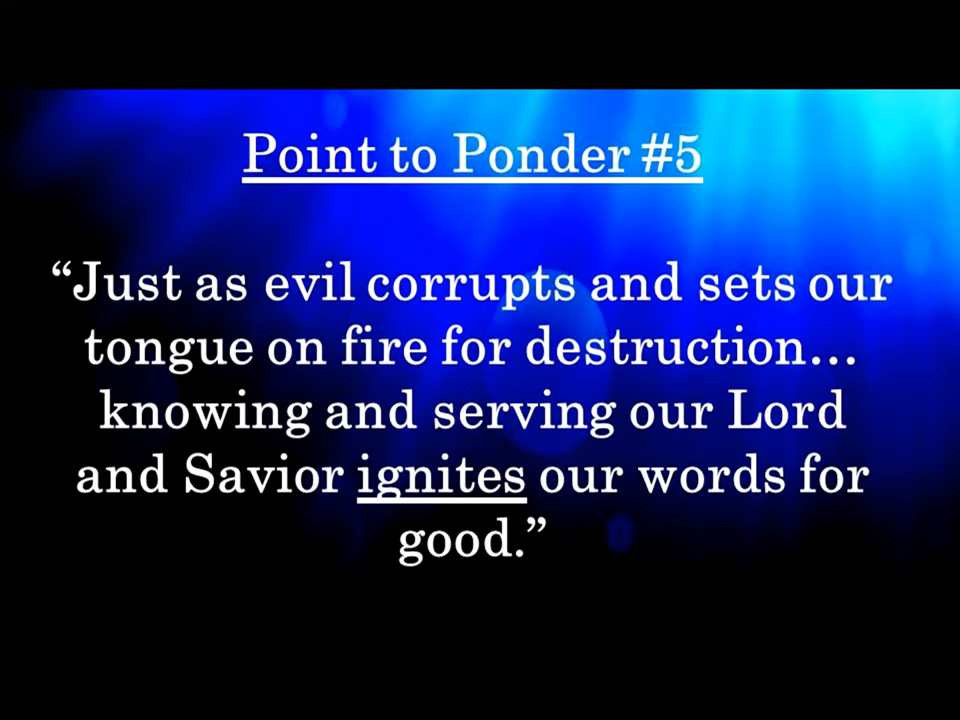 Point to Ponder #5
“Just as evil corrupts and sets our
tongue on fire for destruction…
knowing and serving our Lord
and Savior ignites our words for
good.”